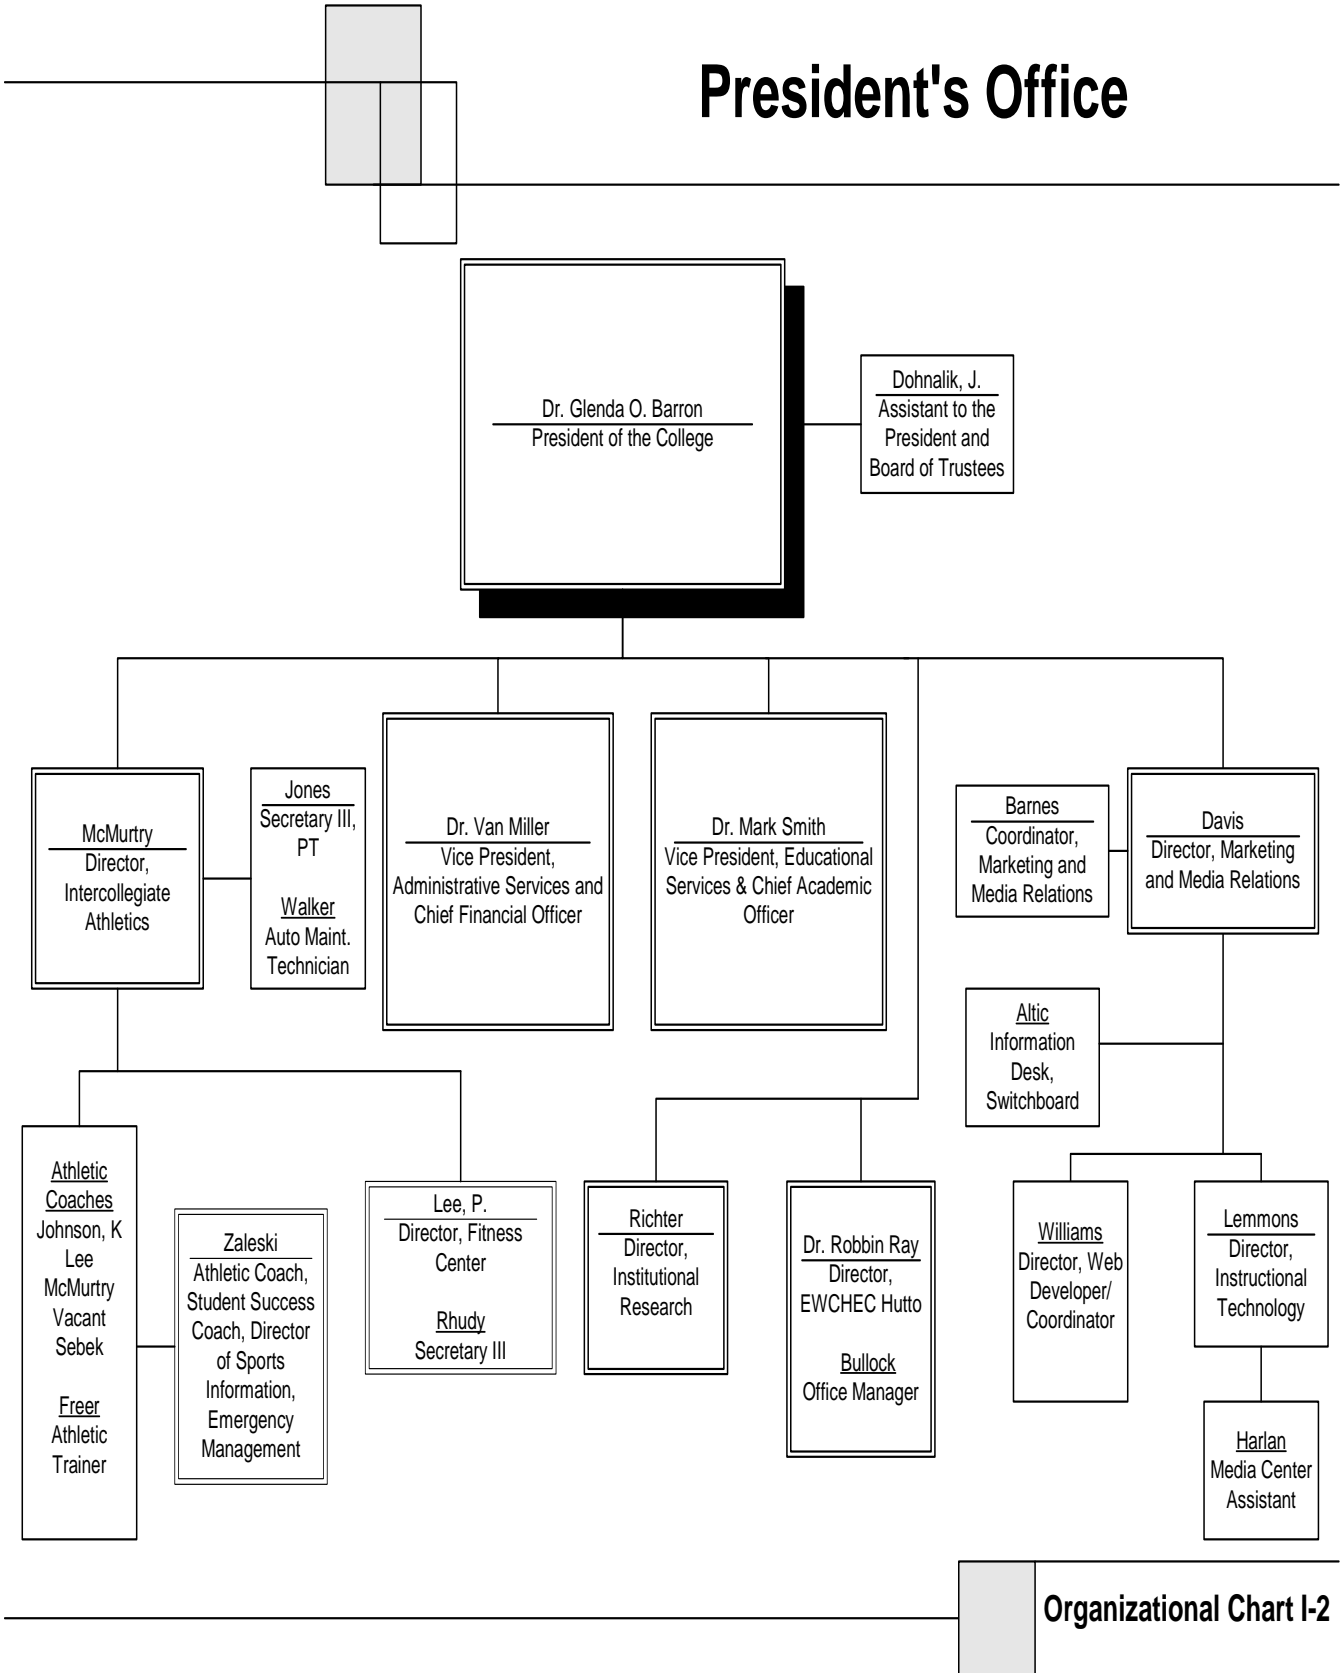 President's Office
Dr. Glenda O. Barron
President of the College
Dohnalik, J.
Assistant to the
President and
Board of Trustees
McMurtry
Director,
Intercollegiate
Athletics
Jones
Secretary III,
PT
Walker
Auto Maint.
Technician
Dr. Van Miller
Vice President,
Administrative Services and
Chief Financial Officer
Dr. Mark Smith
Vice President, Educational
Services & Chief Academic
Officer
Barnes
Coordinator,
Marketing and
Media Relations
Davis
Director, Marketing
and Media Relations
Altic
Information
Desk,
Switchboard
Athletic
Coaches
Johnson, K
Lee
McMurtry
Vacant
Sebek
Freer
Athletic
Trainer
Zaleski
Athletic Coach,
Student Success
Coach, Director
of Sports
Information,
Emergency
Management
Lee, P.
Director, Fitness
Center
Rhudy
Secretary III
Richter
Director,
Institutional
Research
Dr. Robbin Ray
Director,
EWCHEC Hutto
Bullock
Office Manager
Williams
Director, Web
Developer/
Coordinator
Lemmons
Director,
Instructional
Technology
Harlan
Media Center
Assistant
Organizational Chart I-2